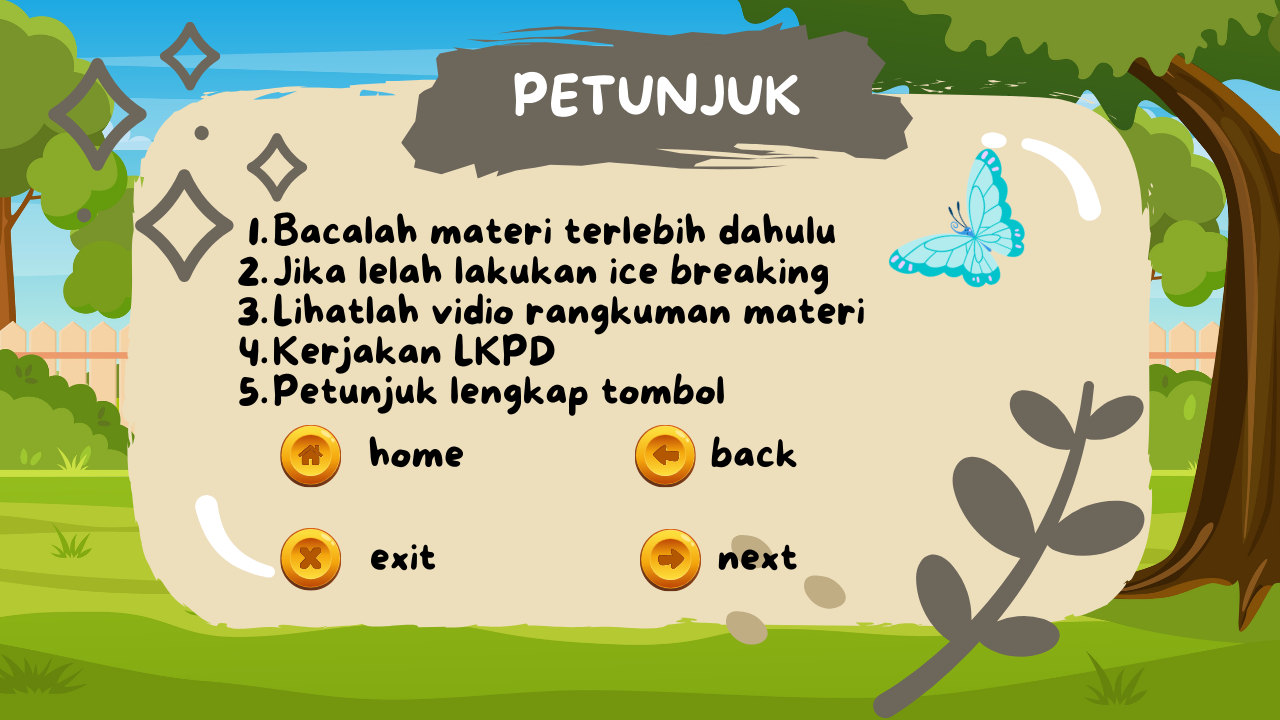 PETUNJUK
1. Bacalah materi terlebih dahulu
2. Jika lelah lakukan ice breaking
3. Lihatlah vidio rangkuman materi
4. Kerjakan LKPD
5. Petunjuk lengkap tombol
home
back
exit
next